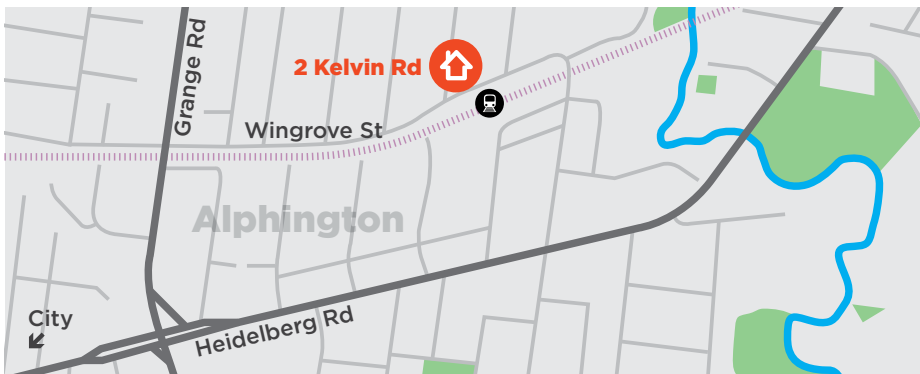 Grange Rd
2 Kelvin Rd
Wingrove St
Alphington
City
Heidelberg Rd